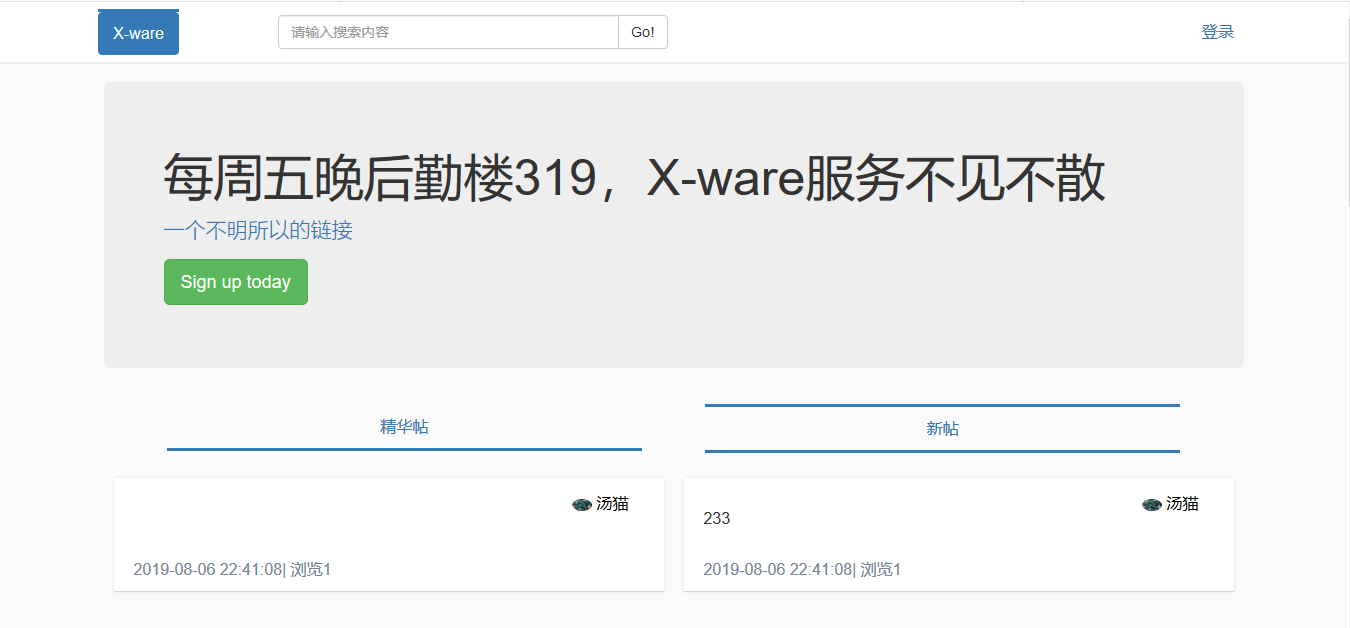 X-ware
请输入搜索内容
Go!
登录
每周五晚后勤楼319，X-ware服务不见不散
一个不明所以的链接
Sign up today
精华帖
新帖
汤猫
2019-08-06 22:41:08| 浏览1
汤猫
233
2019-08-06 22:41:08| 浏览1